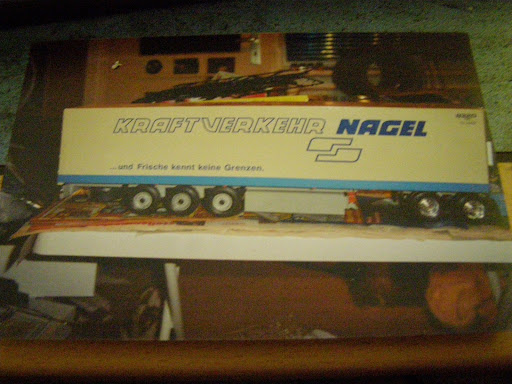 KRAFTVERKEHR NAGEL
...und Frische kennt keine Grenzen.